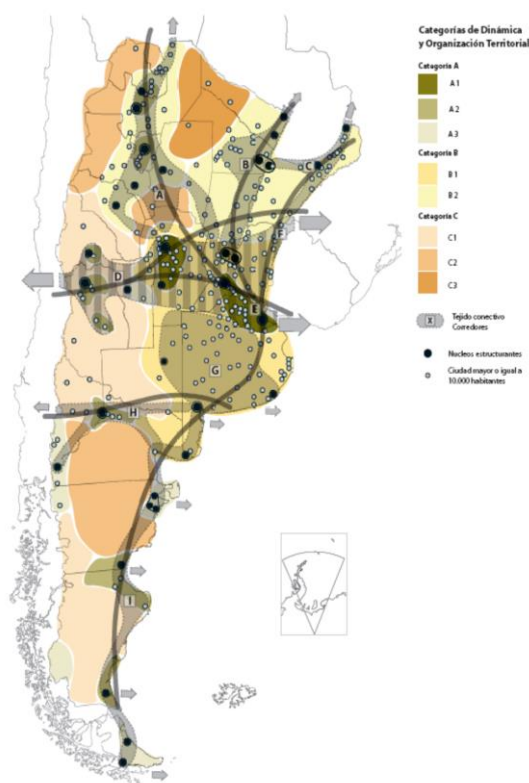 Categorías de Dinámica
y Organización Territorial
Categoría A
A 1
A 2
A 3
Categoría B
B 1
B 2
Categoría C
C1
C2
C3
X
Tejido conectivo
Corredores
Nucleos estructurantes
Ciudad mayor o igual a
10.000 habitantes
B
C
A
F
D
E
G
H
I